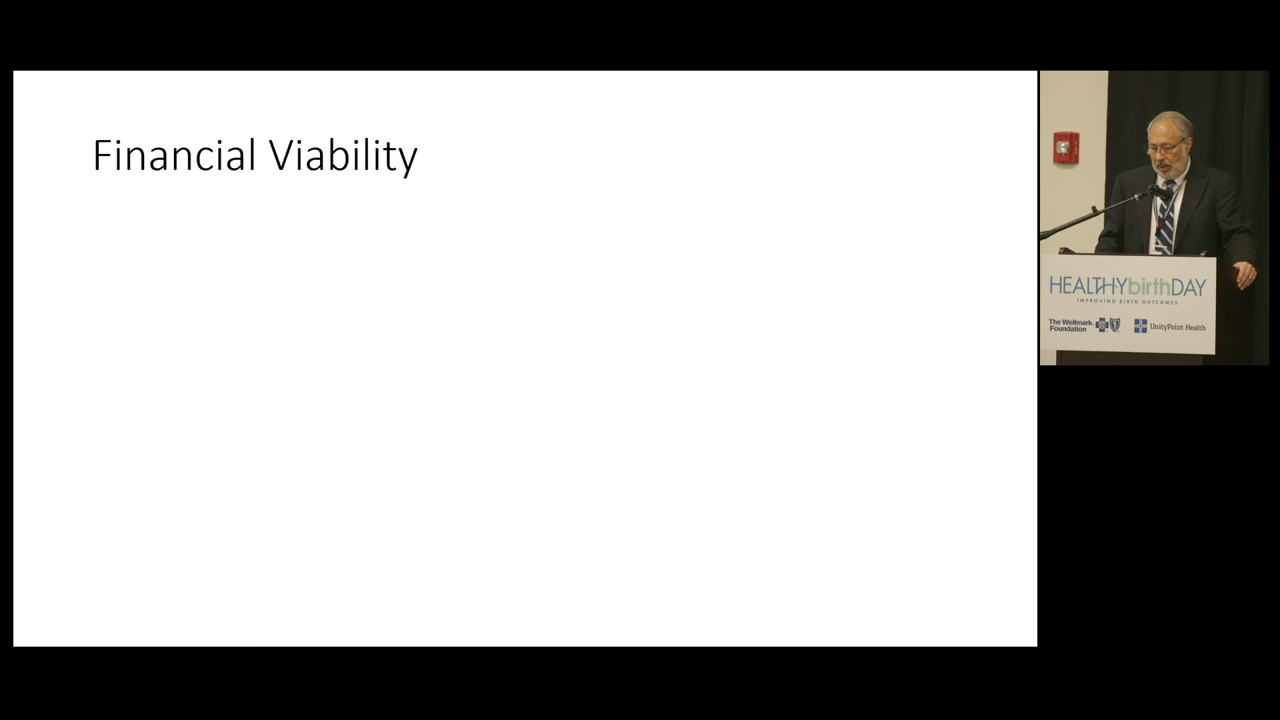 Financial Viability
HEALTHYbirthDAY
IMPROVING BIRTH OUTCOMES
The Wellmark
Foundation
UnityPoint Health